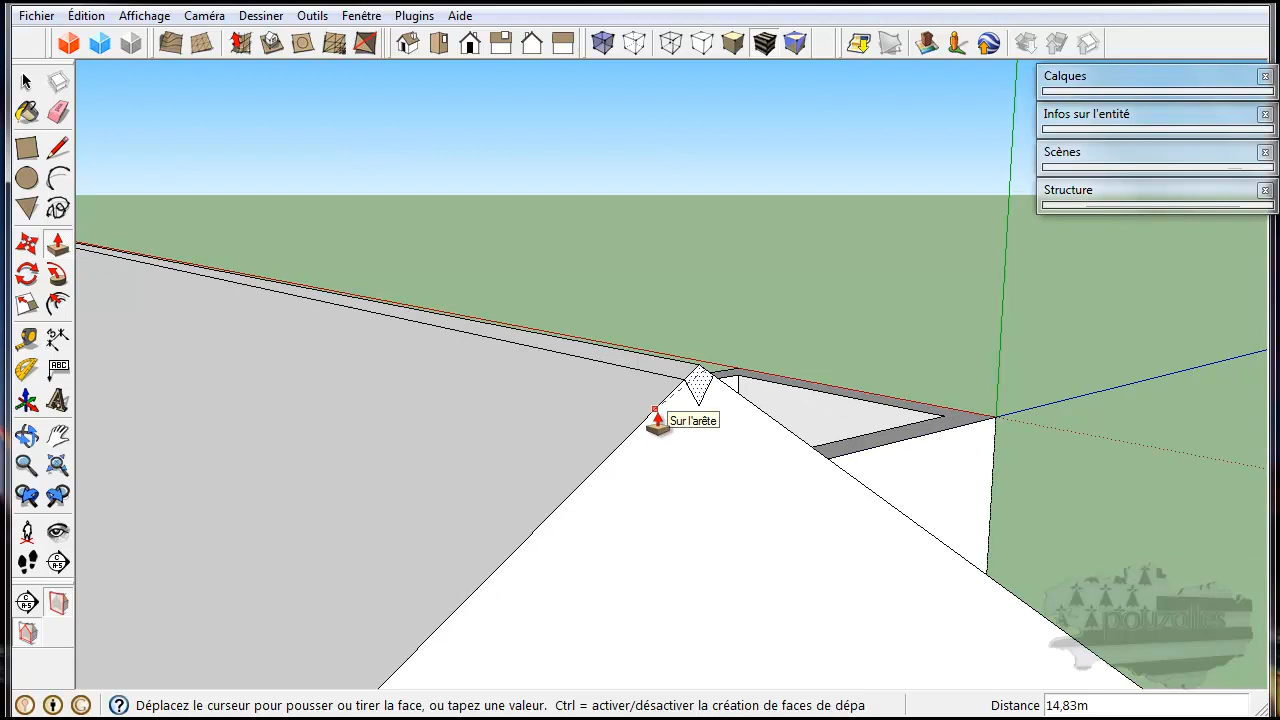 Fichier Édition Affichage Caméra Dessiner Outils Fenêtre Plugins Aide
Calques
Infos sur l'entité
Scènes
Structure
ABC
Sur l'arête
C
A-5
C
A-5
pouzolles
Déplacez le curseur pour pousser ou tirer la face, ou tapez une valeur. Ctrl = activer/désactiver la création de faces de dépa
Distance 14,83m